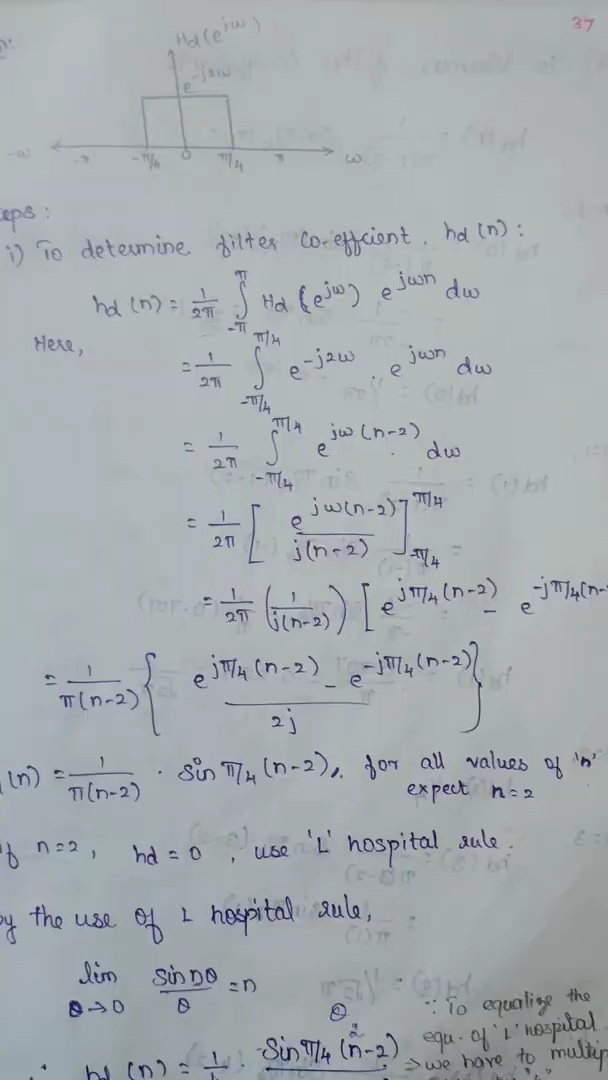 37
Hd(e^jω)
e^-j2ω
-ω -π -π/4 0 π/4 π ω
eps:
i) To determine filter co-effcient. hd(n):
hd(n) = 1/2π ∫_-π^π Hd(e^jω) e^jωn dω
Here,
= 1/2π ∫_-π/4^π/4 e^-j2ω . e^jωn dω
= 1/2π ∫_-π/4^π/4 e^jω(n-2) dω
= 1/2π [e^jω(n-2) / j(n-2)]_-π/4^π/4
= 1/2π (1/j(n-2)) [e^jπ/4(n-2) - e^-jπ/4(n-
= 1/π(n-2) {e^jπ/4(n-2) - e^-jπ/4(n-2) / 2j}
(n) = 1/π(n-2) . sin π/4(n-2), for all values of 'n'
expect n=2
f n=2, hd=0, use 'L' hospital rule.
y the use of L hospital rule,
lim θ→0 sin nθ/θ = n
θ ∵ To equalize the
∴ hd(n) = 1/ . sin π/4 (n-2) equ. of 'L' hospital
→ we have to multip